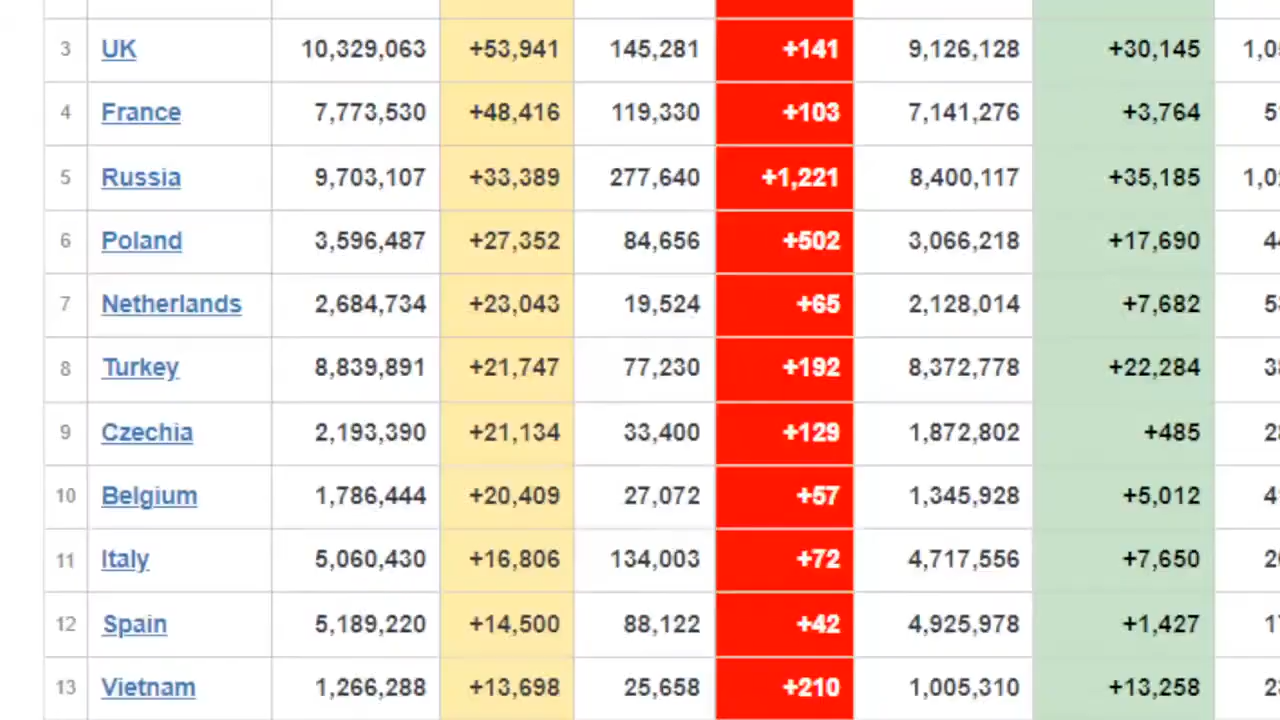 3 UK 10,329,063 +53,941 145,281 +141 9,126,128 +30,145
4 France 7,773,530 +48,416 119,330 +103 7,141,276 +3,764
5 Russia 9,703,107 +33,389 277,640 +1,221 8,400,117 +35,185
6 Poland 3,596,487 +27,352 84,656 +502 3,066,218 +17,690
7 Netherlands 2,684,734 +23,043 19,524 +65 2,128,014 +7,682
8 Turkey 8,839,891 +21,747 77,230 +192 8,372,778 +22,284
9 Czechia 2,193,390 +21,134 33,400 +129 1,872,802 +485
10 Belgium 1,786,444 +20,409 27,072 +57 1,345,928 +5,012
11 Italy 5,060,430 +16,806 134,003 +72 4,717,556 +7,650
12 Spain 5,189,220 +14,500 88,122 +42 4,925,978 +1,427
13 Vietnam 1,266,288 +13,698 25,658 +210 1,005,310 +13,258